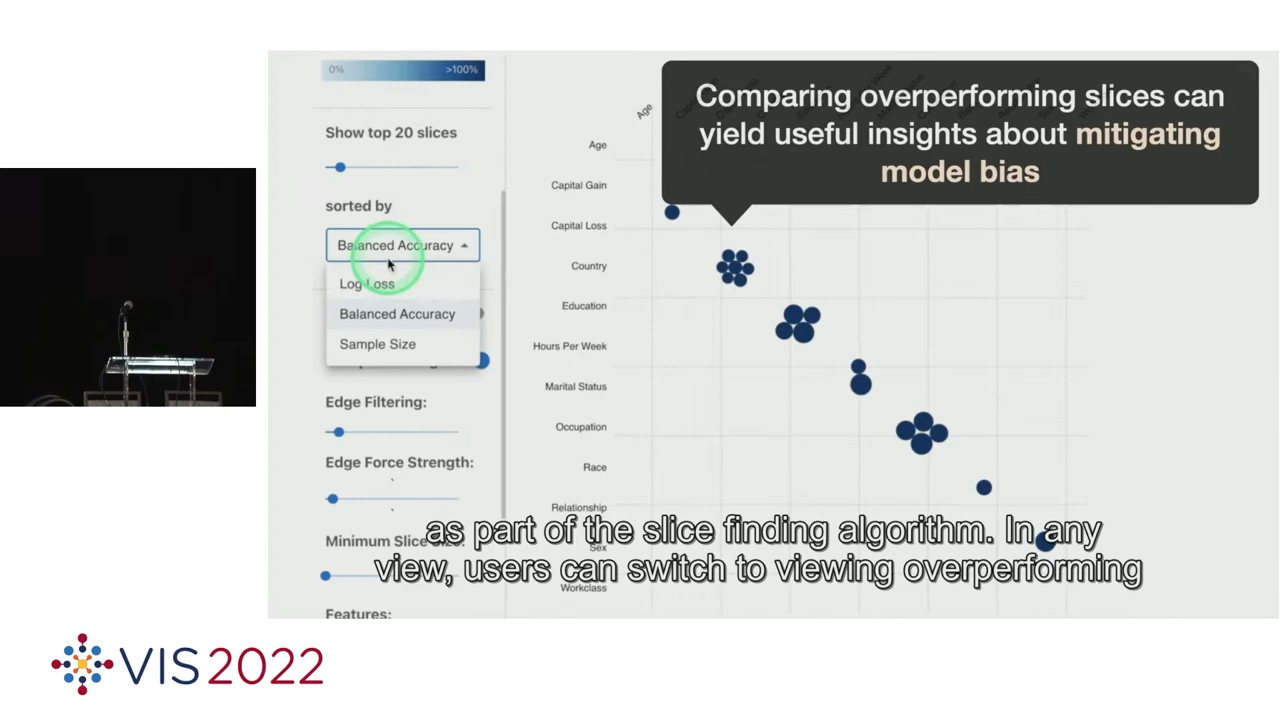 0%
>100%
Show top 20 slices
sorted by
Balanced Accuracy
Log Loss
Balanced Accuracy
Sample Size
Edge Filtering:
Edge Force Strength:
Minimum Slice Size:
Features:
Comparing overperforming slices can
yield useful insights about mitigating
model bias
Age
Age
Capital Gain
Capital Loss
Country
Education
Hours Per Week
Marital Status
Occupation
Race
Relationship
Sex
Workclass
as part of the slice finding algorithm. In any
view, users can switch to viewing overperforming
VIS2022